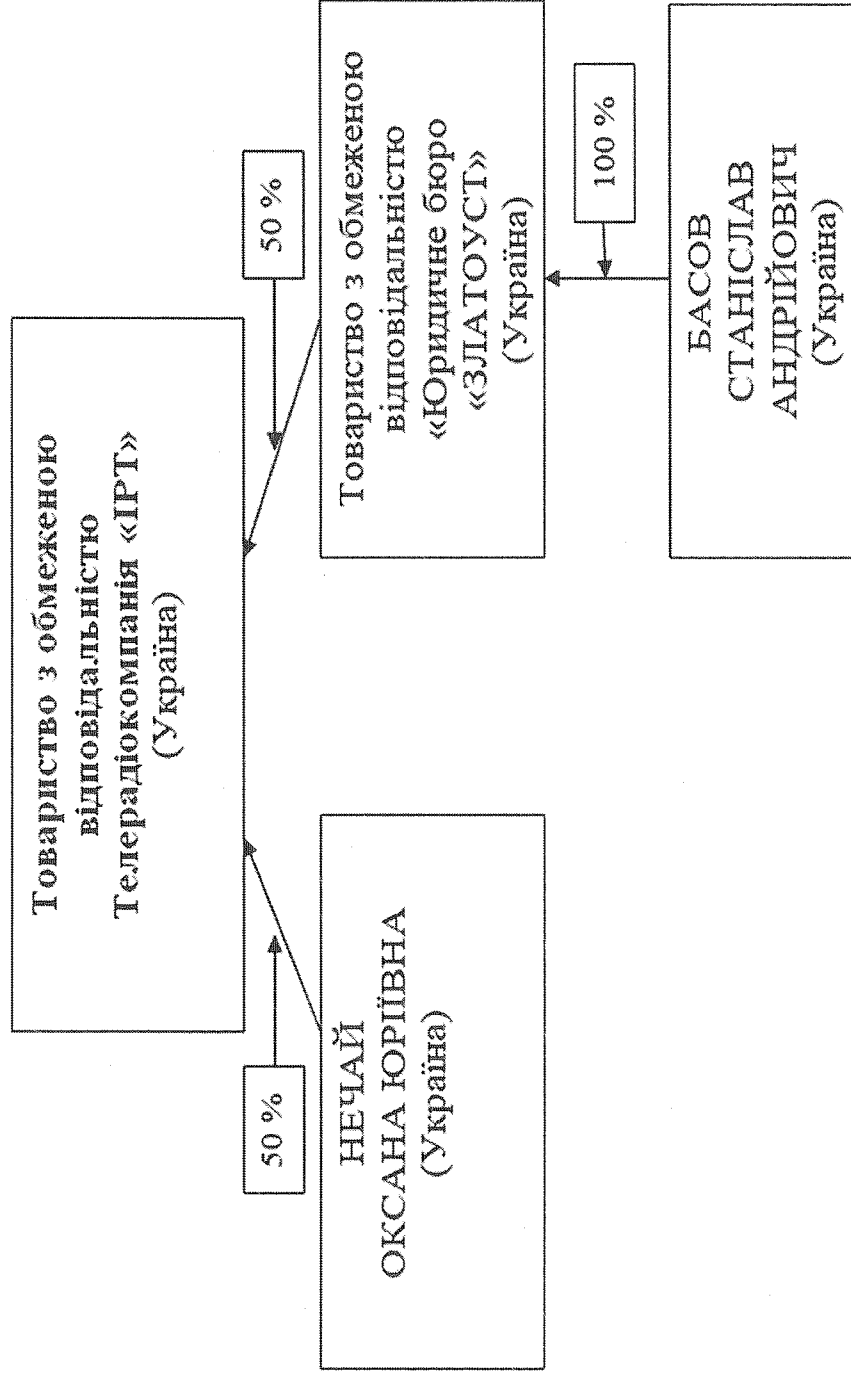 Товариство з обмеженою
відповідальністю
Телерадіокомпанія «ІРТ»
(Україна)
50 %
50 %
НЕЧАЙ
ОКСАНА ЮРІЇВНА
(Україна)
Товариство з обмеженою
відповідальністю
«Юридичне бюро
«ЗЛАТОУСТ»
(Україна)
100 %
БАСОВ
СТАНІСЛАВ
АНДРІЙОВИЧ
(Україна)